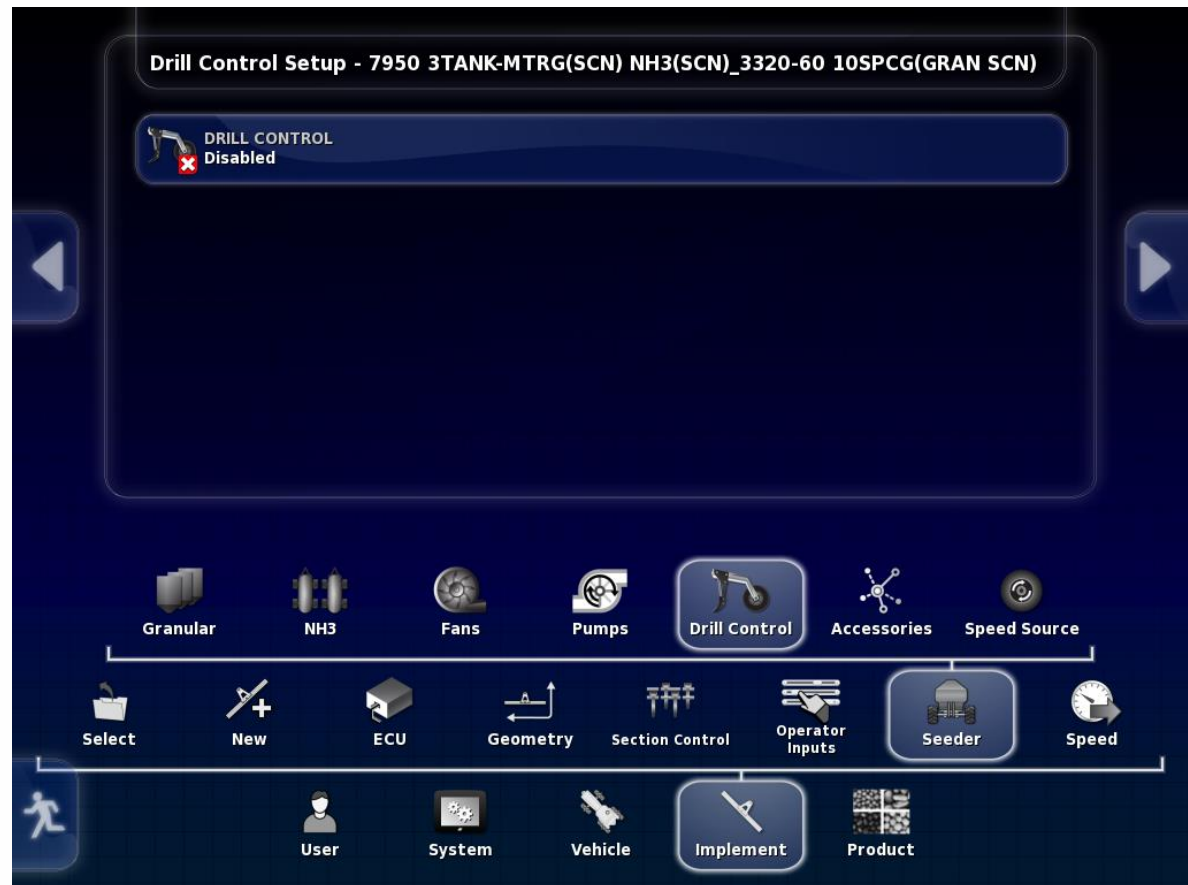 Drill Control Setup - 7950 3TANK-MTRG(SCN) NH3(SCN)_3320-60 10SPCG(GRAN SCN)
DRILL CONTROL
Disabled
Granular NH3 Fans Pumps Drill Control Accessories Speed Source
Select New ECU Geometry Section Control Operator Inputs Seeder Speed
User System Vehicle Implement Product